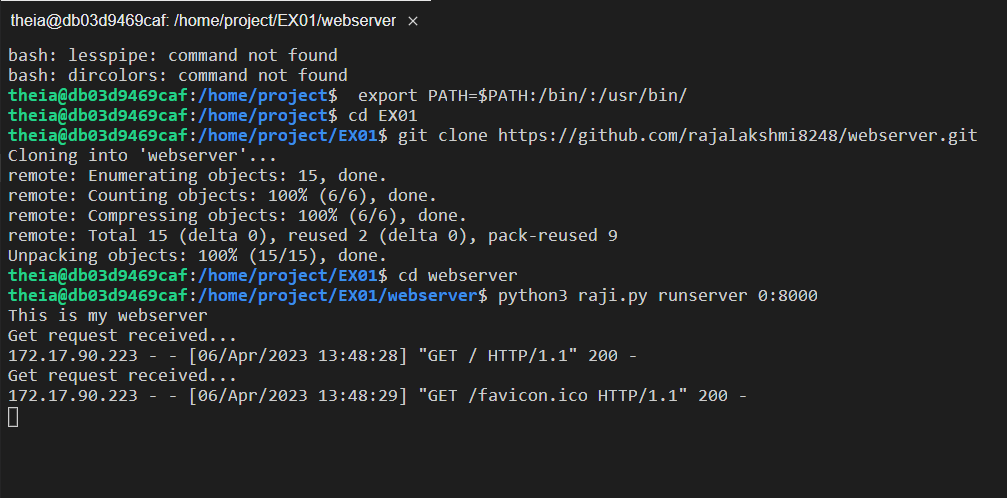 theia@db03d9469caf: /home/project/EX01/webserver ×
bash: lesspipe: command not found
bash: dircolors: command not found
theia@db03d9469caf:/home/project$  export PATH=$PATH:/bin/:/usr/bin/
theia@db03d9469caf:/home/project$ cd EX01
theia@db03d9469caf:/home/project/EX01$ git clone https://github.com/rajalakshmi8248/webserver.git
Cloning into 'webserver'...
remote: Enumerating objects: 15, done.
remote: Counting objects: 100% (6/6), done.
remote: Compressing objects: 100% (6/6), done.
remote: Total 15 (delta 0), reused 2 (delta 0), pack-reused 9
Unpacking objects: 100% (15/15), done.
theia@db03d9469caf:/home/project/EX01$ cd webserver
theia@db03d9469caf:/home/project/EX01/webserver$ python3 raji.py runserver 0:8000
This is my webserver
Get request received...
172.17.90.223 - - [06/Apr/2023 13:48:28] "GET / HTTP/1.1" 200 -
Get request received...
172.17.90.223 - - [06/Apr/2023 13:48:29] "GET /favicon.ico HTTP/1.1" 200 -